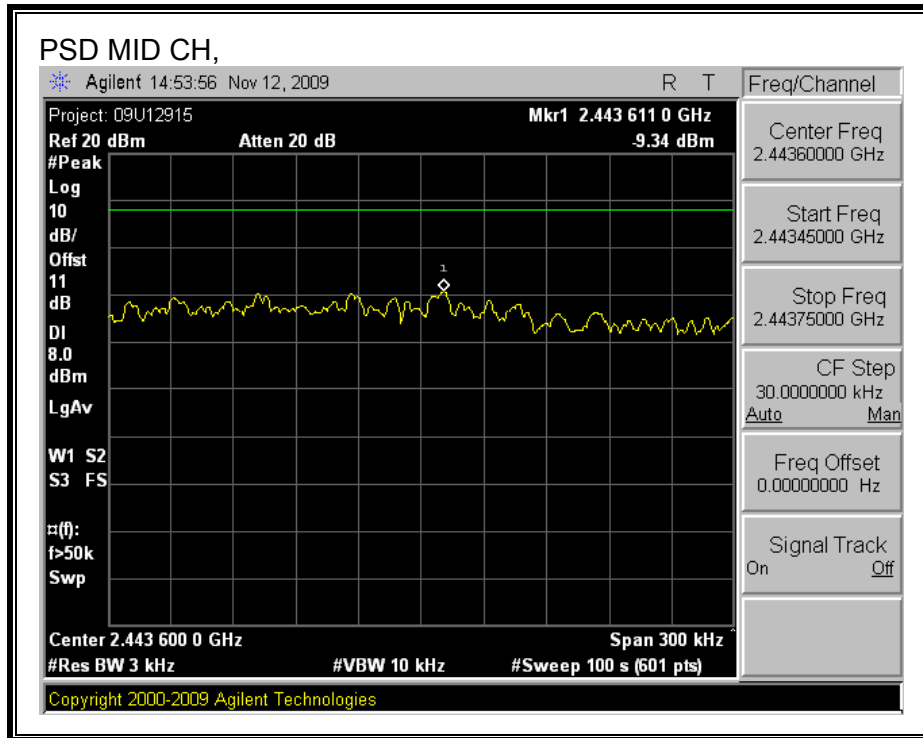 PSD MID CH,
Agilent 14:53:56 Nov 12, 2009 R T
Project: 09U12915 Mkr1 2.443 611 0 GHz
Ref 20 dBm Atten 20 dB -9.34 dBm
#Peak
Log
10
dB/
Offst
11
dB
DI
8.0
dBm
LgAv
W1 S2
S3 FS
¤(f):
f>50k
Swp
1
Center 2.443 600 0 GHz Span 300 kHz ^
#Res BW 3 kHz #VBW 10 kHz #Sweep 100 s (601 pts)
Copyright 2000-2009 Agilent Technologies
Freq/Channel
Center Freq
2.44360000 GHz
Start Freq
2.44345000 GHz
Stop Freq
2.44375000 GHz
CF Step
30.0000000 kHz
Auto Man
Freq Offset
0.00000000 Hz
Signal Track
On Off